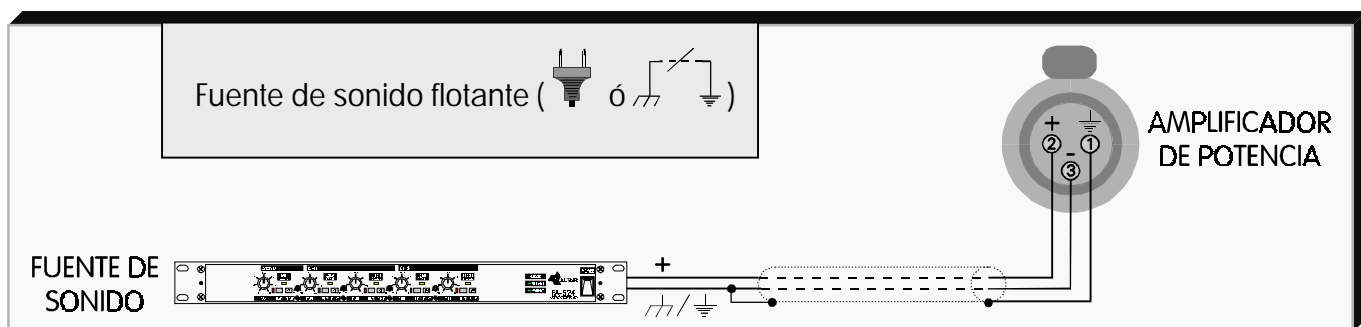 Fuente de sonido flotante ( ó )
AMPLIFICADOR
DE POTENCIA
+
2
1
-
3
FUENTE DE
SONIDO
+
/